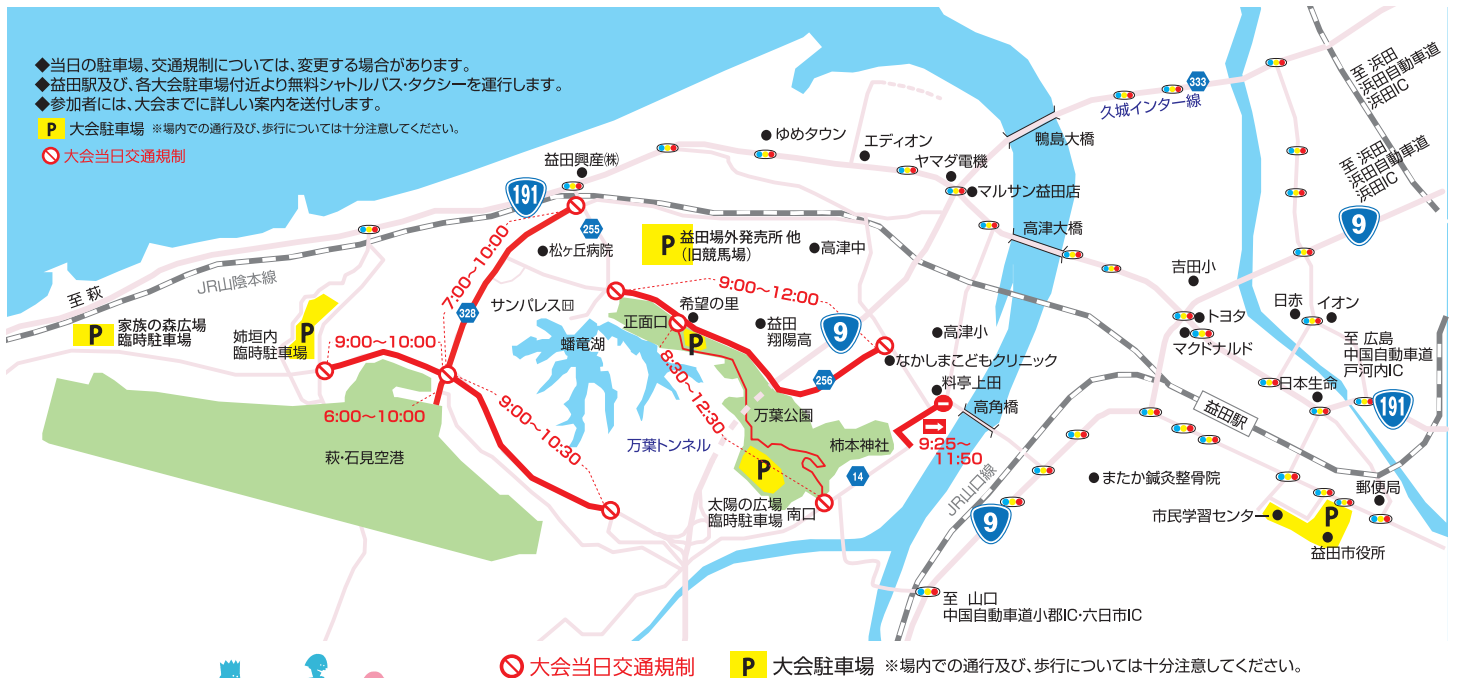 ◆当日の駐車場、交通規制については、変更する場合があります。
◆益田駅及び、各大会駐車場付近より無料シャトルバス・タクシーを運行します。
◆参加者には、大会までに詳しい案内を送付します。
P 大会駐車場 ※場内での通行及び、歩行については十分注意してください。
大会当日交通規制
至 浜田
浜田自動車道
浜田IC
333
久城インター線
鴨島大橋
ゆめタウン
エディオン
ヤマダ電機
マルサン益田店
益田興産㈱
191
255
至 浜田
浜田自動車道
浜田IC
9
高津大橋
松ヶ丘病院
P
益田場外発売所 他
(旧競馬場)
高津中
7:00〜10:00
JR山陰本線
至 萩
吉田小
日赤
イオン
トヨタ
マクドナルド
9:00〜12:00
サンパレス日
正面口
希望の里
P
益田
翔陽高
9
高津小
なかしまこどもクリニック
328
蟠竜湖
P
家族の森広場
臨時駐車場
姉垣内
臨時駐車場
P
9:00〜10:00
至 広島
中国自動車道
戸河内IC
日本生命
191
益田駅
256
料亭上田
高角橋
8:30〜12:30
万葉公園
6:00〜10:00
9:00〜10:30
萩・石見空港
万葉トンネル
柿本神社
9:25〜
11:50
14
P
太陽の広場
臨時駐車場
南口
JR山口線
9
またか鍼灸整骨院
郵便局
市民学習センター
P
益田市役所
至 山口
中国自動車道小郡IC・六日市IC
大会当日交通規制
P 大会駐車場 ※場内での通行及び、歩行については十分注意してください。